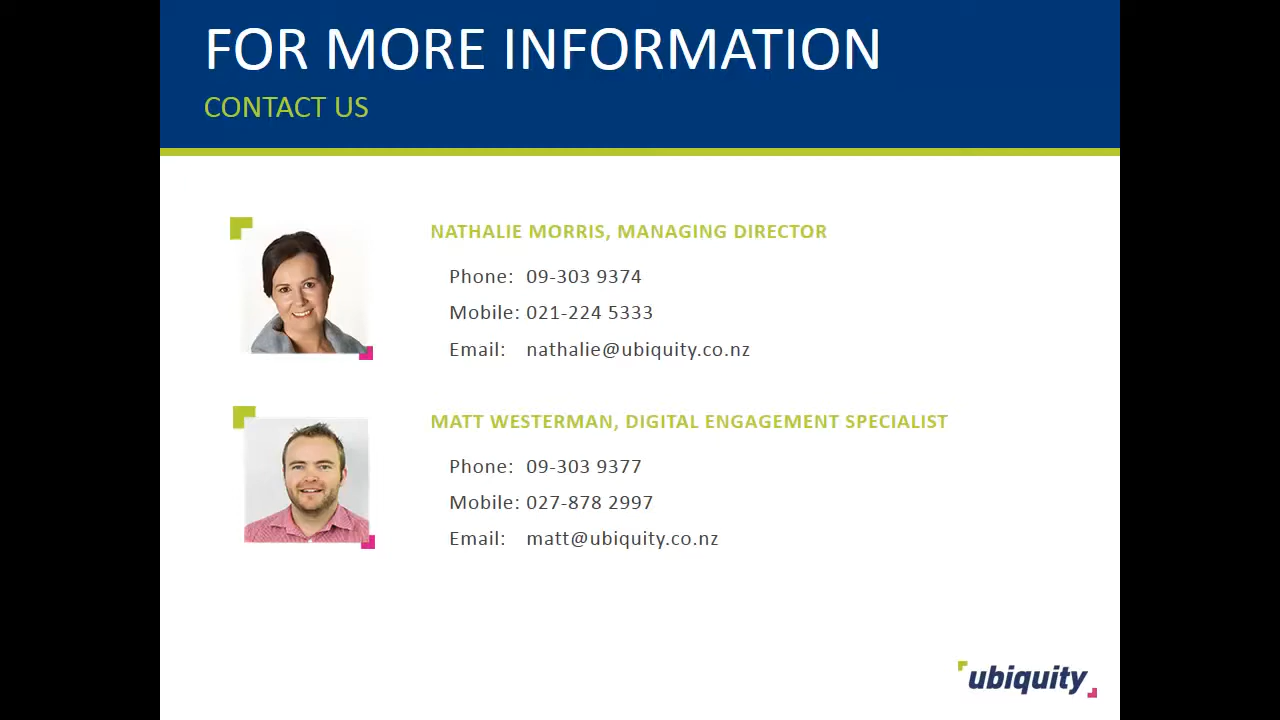 FOR MORE INFORMATION
CONTACT US
NATHALIE MORRIS, MANAGING DIRECTOR
Phone: 09-303 9374
Mobile: 021-224 5333
Email: nathalie@ubiquity.co.nz
MATT WESTERMAN, DIGITAL ENGAGEMENT SPECIALIST
Phone: 09-303 9377
Mobile: 027-878 2997
Email: matt@ubiquity.co.nz
ubiquity